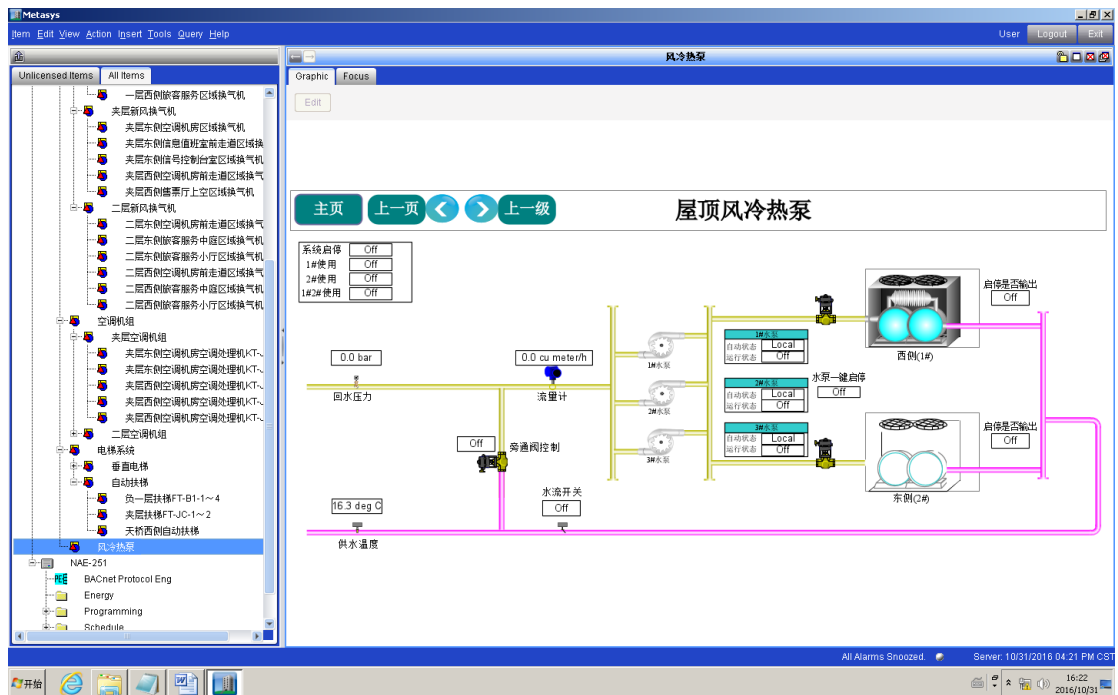 Metasys
Item Edit View Action Insert Tools Query Help
User Logout Exit
风冷热泵
Unlicensed Items All Items
Graphic Focus
Edit
一层西侧旅客服务区域换气机
夹层新风换气机
夹层东侧空调机房区域换气机
夹层东侧信息值班室前走道区域换
夹层东侧信号控制台室区域换气机
夹层西侧空调机房前走道区域换气
夹层西侧售票厅上空区域换气机
二层新风换气机
二层东侧空调机房前走道区域换气
二层东侧旅客服务中庭区域换气机
二层东侧旅客服务小厅区域换气机
二层西侧空调机房前走道区域换气
二层西侧旅客服务中庭区域换气机
二层西侧旅客服务小厅区域换气机
空调机组
夹层空调机组
夹层东侧空调机房空调处理机KT-
夹层东侧空调机房空调处理机KT-
夹层西侧空调机房空调处理机KT-
夹层西侧空调机房空调处理机KT-
夹层西侧空调机房空调处理机KT-
二层空调机组
电梯系统
垂直电梯
自动扶梯
负一层扶梯FT-B1-1～4
夹层扶梯FT-JC-1～2
天桥西侧自动扶梯
风冷热泵
NAE-251
BACnet Protocol Eng
Energy
Programming
Schedule
主页 上一页 上一级
屋顶风冷热泵
系统启停 Off
1#使用 Off
2#使用 Off
1#2#使用 Off
启停是否输出
Off
西侧(1#)
0.0 bar
回水压力
0.0 cu meter/h
流量计
1#水泵
2#水泵
3#水泵
1#水泵
自动状态 Local
运行状态 Off
2#水泵
自动状态 Local
运行状态 Off
3#水泵
自动状态 Local
运行状态 Off
水泵一键启停
Off
启停是否输出
Off
东侧(2#)
Off 旁通阀控制
水流开关
Off
16.3 deg C
供水温度
All Alarms Snoozed. Server: 10/31/2016 04:21 PM CST
开始
16:22
2016/10/31